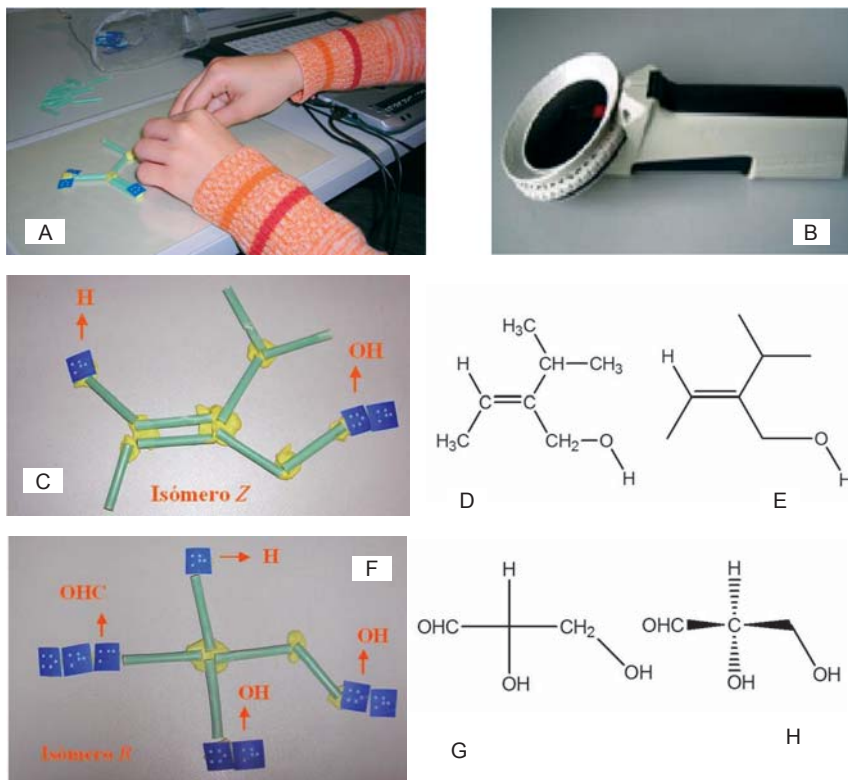 A
B
H
OH
C
Isómero Z
H₃C
H
CH—CH₃
C=C
H₃C
CH₂—O
H
D
H
O
H
E
F
H
OHC
OH
OH
Isómero R
H
OHC
CH₂
OH
OH
G
H
OHC
C
OH
OH
H